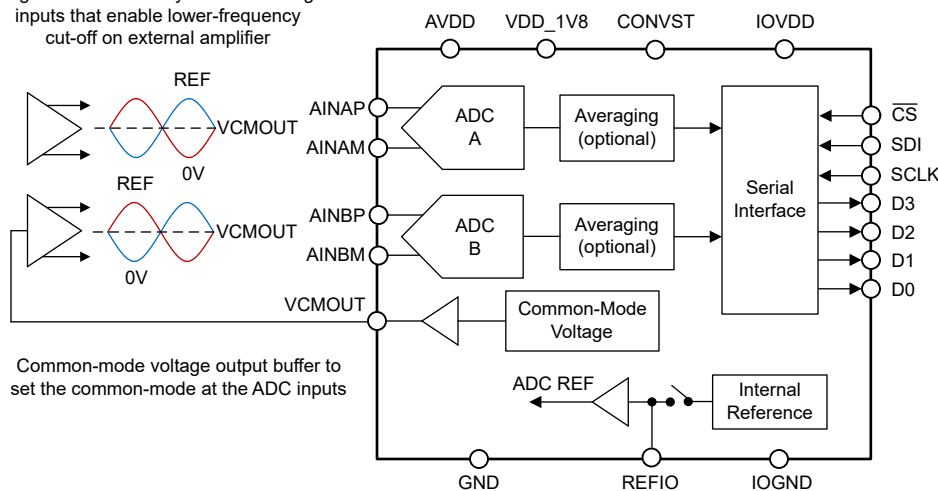 inputs that enable lower-frequency
cut-off on external amplifier
AVDD
VDD_1V8
CONVST
IOVDD
REF
VCMOUT
0V
REF
VCMOUT
0V
AINAP
AINAM
ADC
A
Averaging
(optional)
AINBP
AINBM
ADC
B
Averaging
(optional)
Serial
Interface
CS
SDI
SCLK
D3
D2
D1
D0
VCMOUT
Common-Mode
Voltage
Common-mode voltage output buffer to
set the common-mode at the ADC inputs
ADC REF
Internal
Reference
GND
REFIO
IOGND